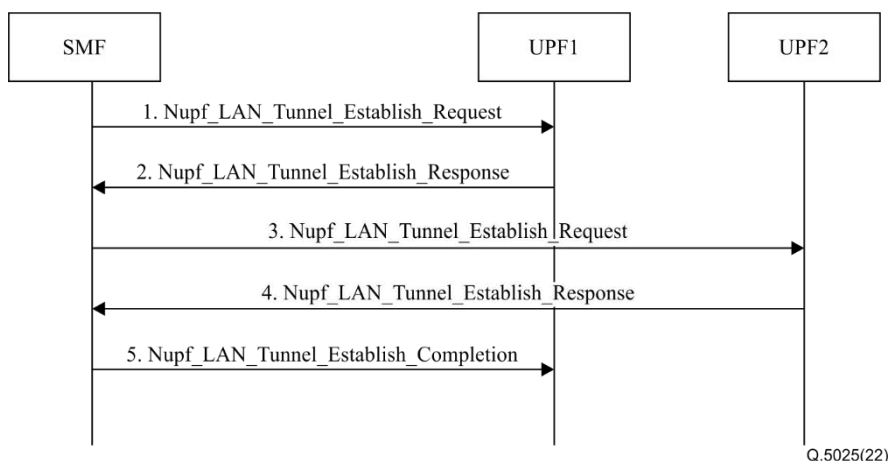 SMF
UPF1
UPF2
1. Nupf_LAN_Tunnel_Establish_Request
2. Nupf_LAN_Tunnel_Establish_Response
3. Nupf_LAN_Tunnel_Establish_Request
4. Nupf_LAN_Tunnel_Establish_Response
5. Nupf_LAN_Tunnel_Establish_Completion
Q.5025(22)